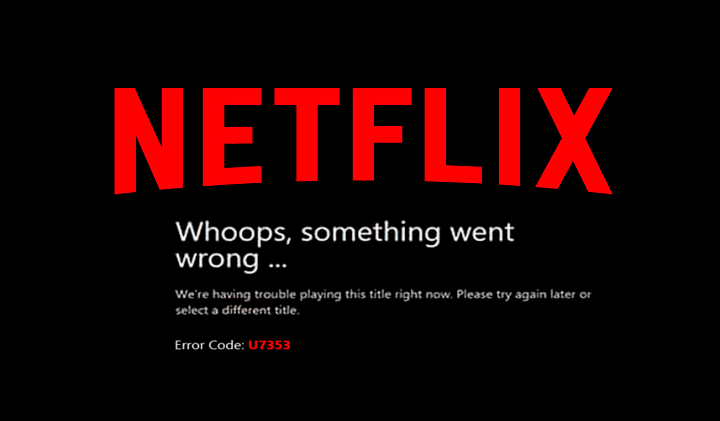 NETFLIX
Whoops, something went
wrong ...
We're having trouble playing this title right now. Please try again later or
select a different title.
Error Code: U7353